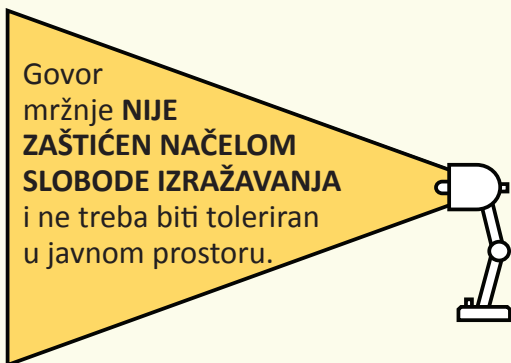 Govor
mržnje NIJE
ZAŠTIĆEN NAČELOM
SLOBODE IZRAŽAVANJA
i ne treba biti toleriran
u javnom prostoru.